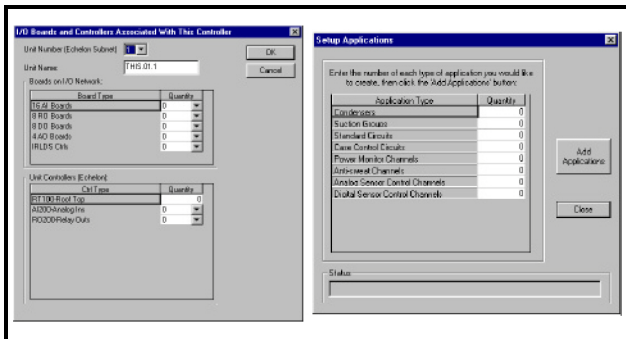 I/O Boards and Controllers Associated With This Controller
Unit Number (Echelon Subnet) 1
OK
Unit Name: THIS.01.1
Cancel
Boards on I/O Network:
Board Type Quantity
16 AI Boards 0
8 RO Boards 0
8 DO Boards 0
4 AO Boards 0
IRLDS Ctrls 0
Unit Controllers (Echelon):
Ctrl Type Quantity
RT100-Roof Top 0
AI200-Analog Ins 0
RO200-Relay Outs 0
Setup Applications
Enter the number of each type of application you would like
to create, then click the 'Add Applications' button:
Application Type Quantity
Condensers 0
Suction Groups 0
Standard Circuits 0
Case Control Circuits 0
Power Monitor Channels 0
Anti-sweat Channels 0
Analog Sensor Control Channels 0
Digital Sensor Control Channels 0
Add
Applications
Close
Status